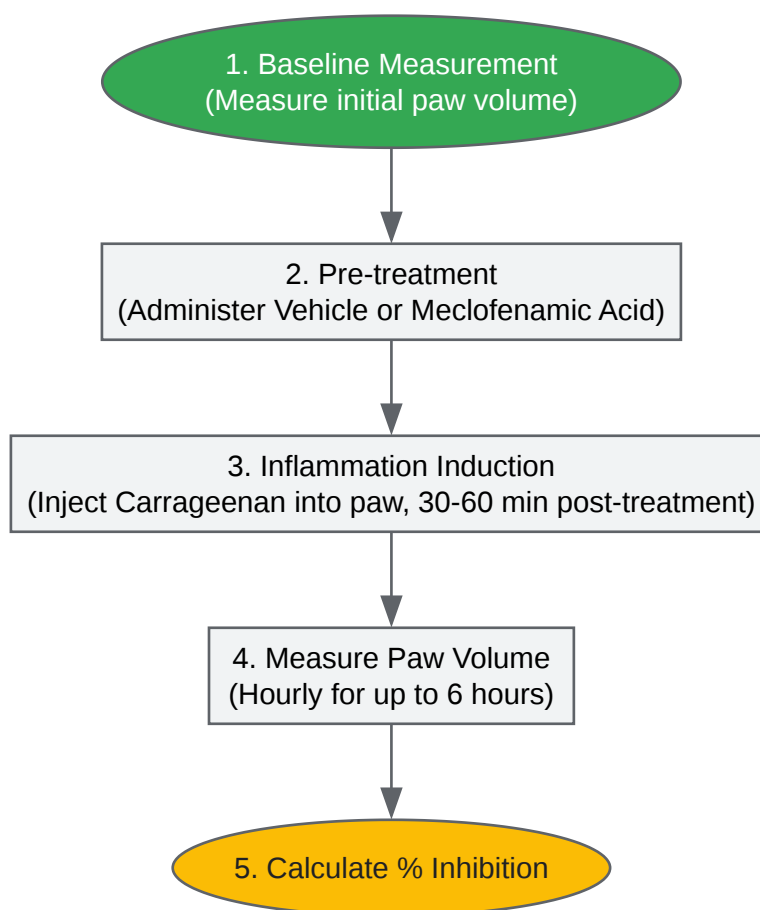 1. Baseline Measurement
(Measure initial paw volume)
2. Pre-treatment
(Administer Vehicle or Meclofenamic Acid)
3. Inflammation Induction
(Inject Carrageenan into paw, 30-60 min post-treatment)
4. Measure Paw Volume
(Hourly for up to 6 hours)
5. Calculate % Inhibition